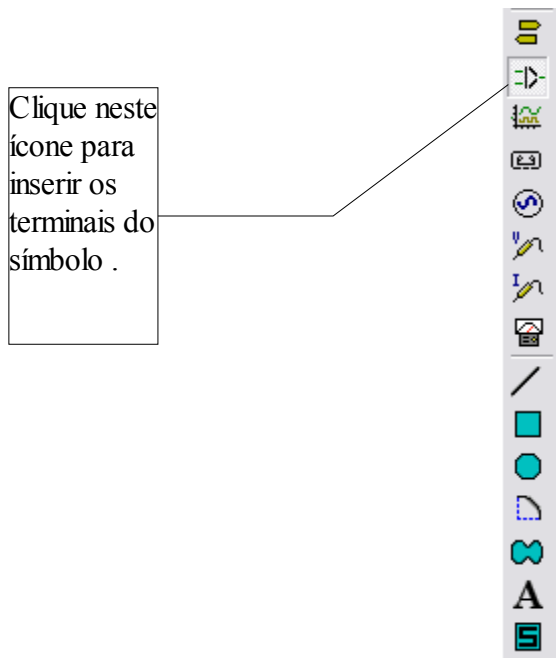 Clique neste
ícone para
inserir os
terminais do
símbolo .
A
S